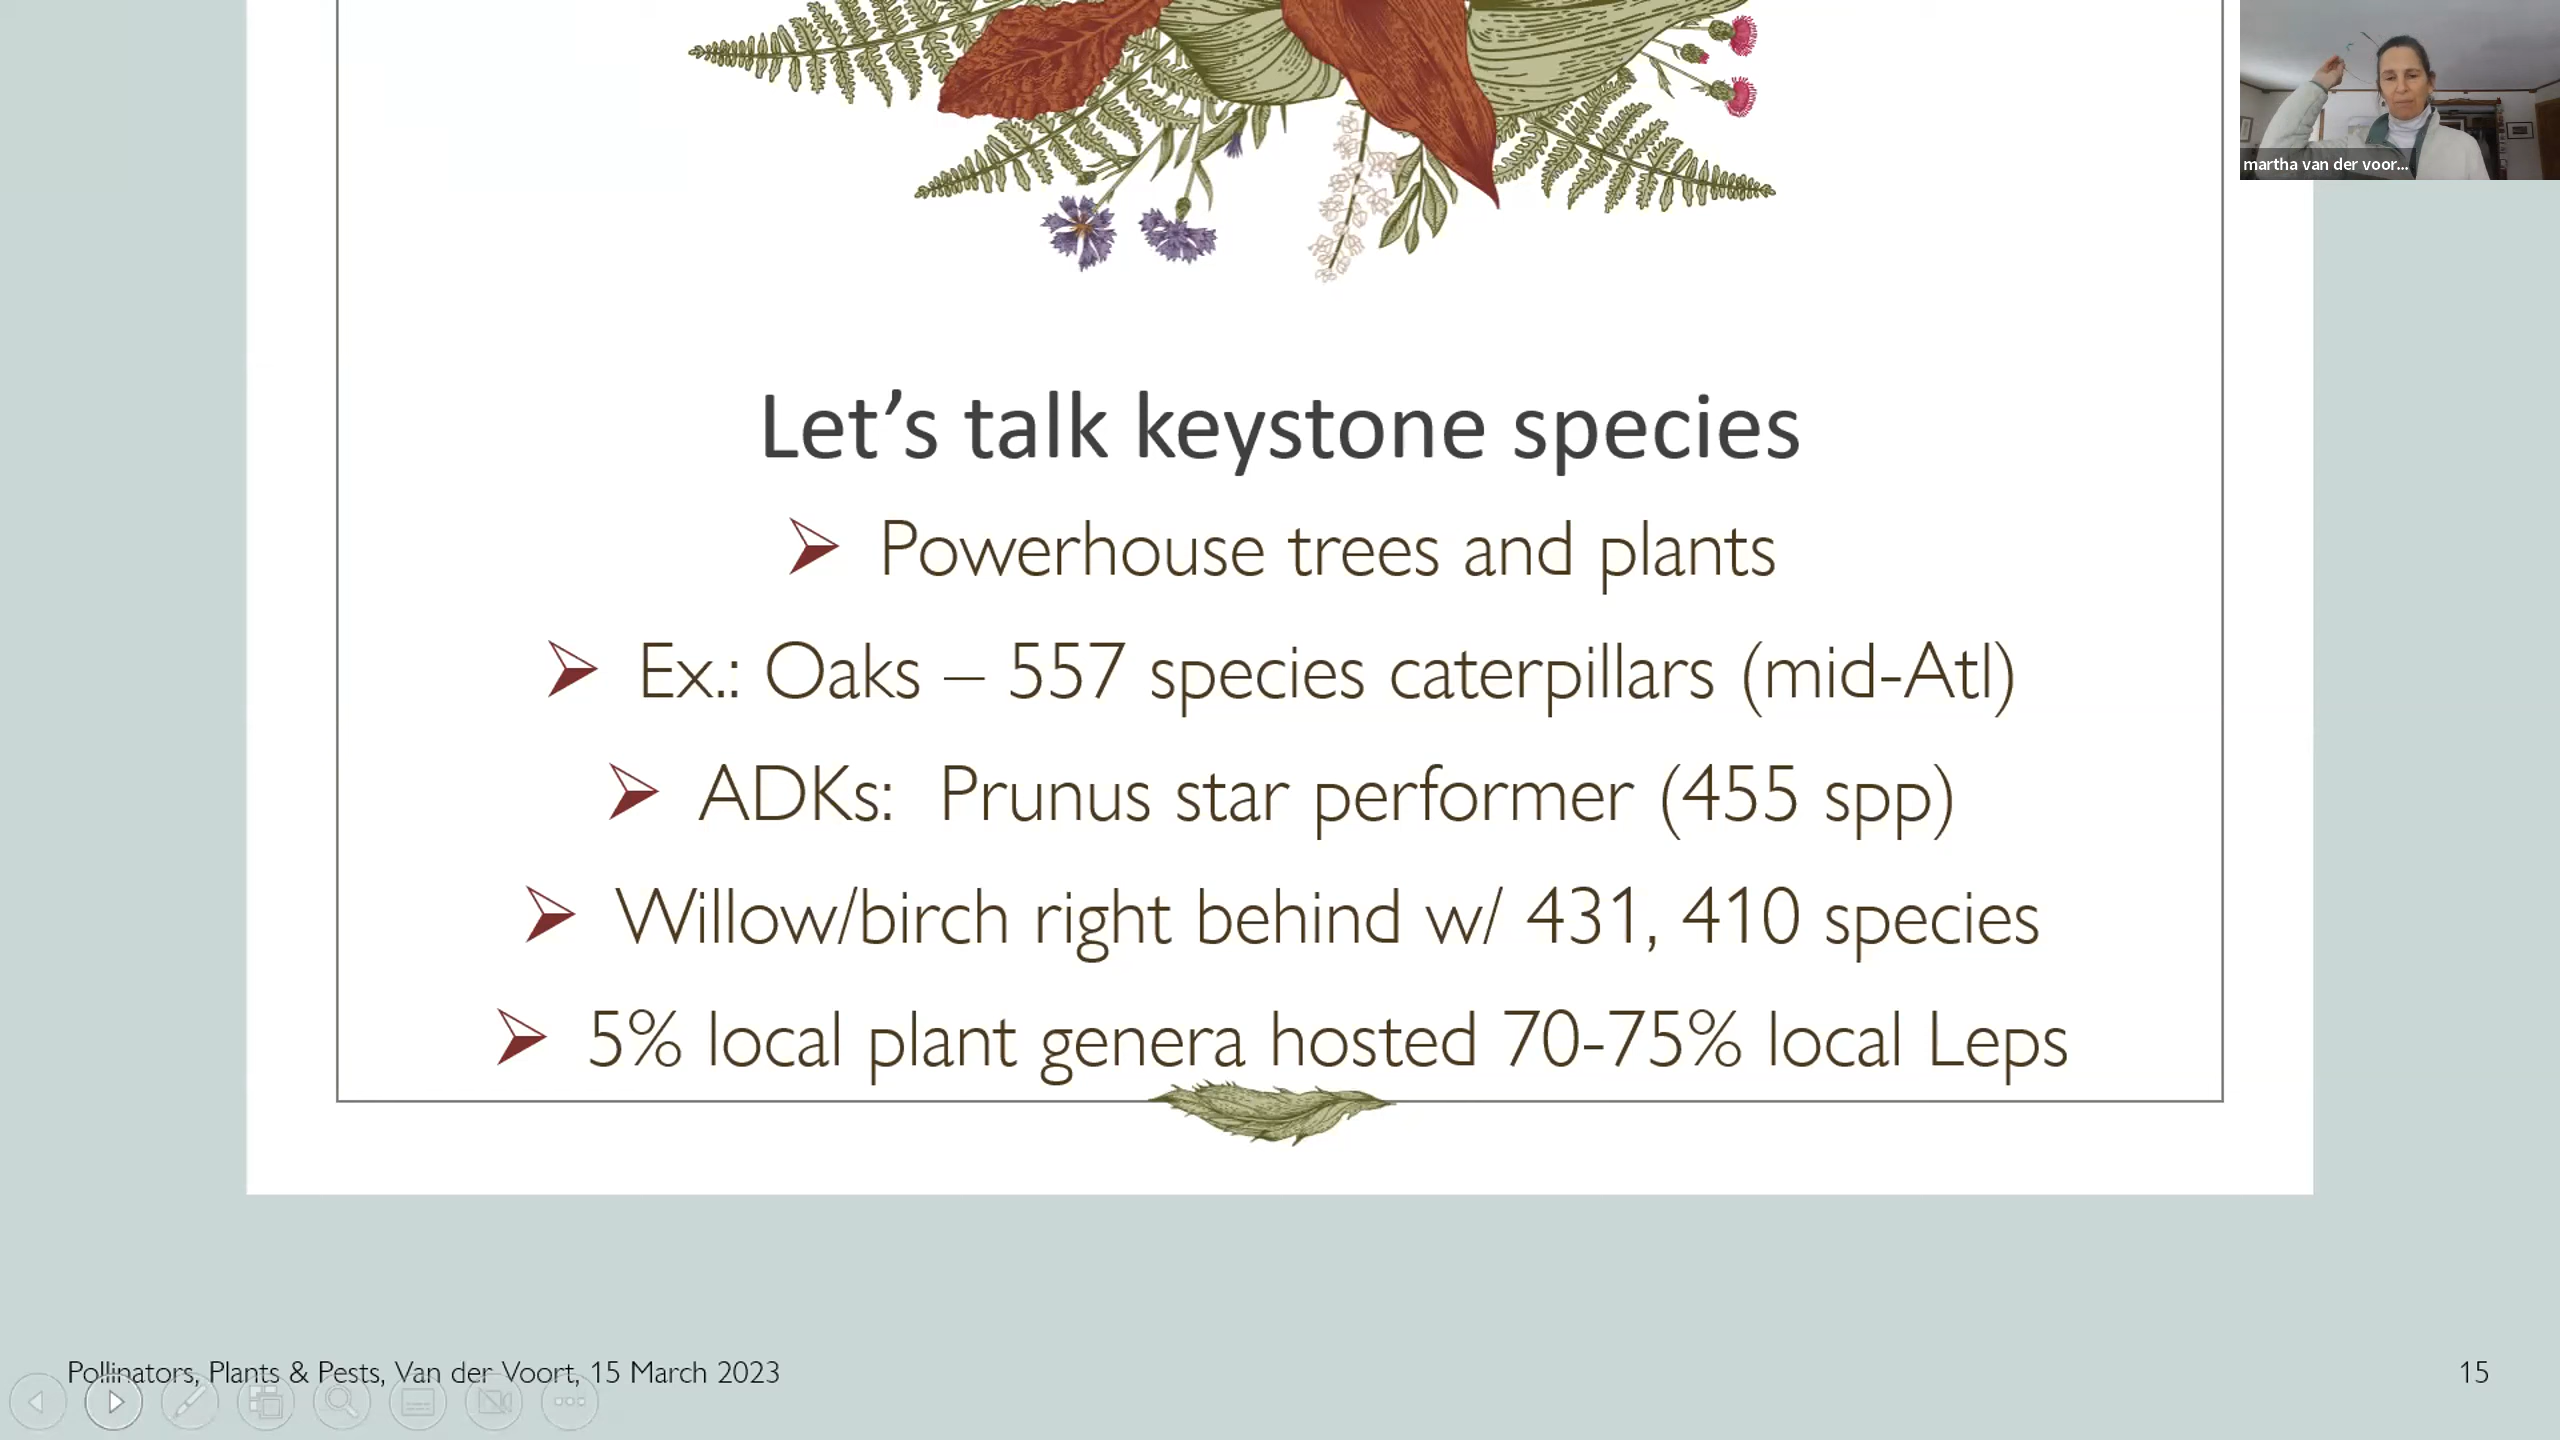 martha van der voor...
Let’s talk keystone species
➢ Powerhouse trees and plants
➢ Ex.: Oaks – 557 species caterpillars (mid-Atl)
➢ ADKs:  Prunus star performer (455 spp)
➢ Willow/birch right behind w/ 431, 410 species
➢ 5% local plant genera hosted 70-75% local Leps
Pollinators, Plants & Pests, Van der Voort, 15 March 2023
15